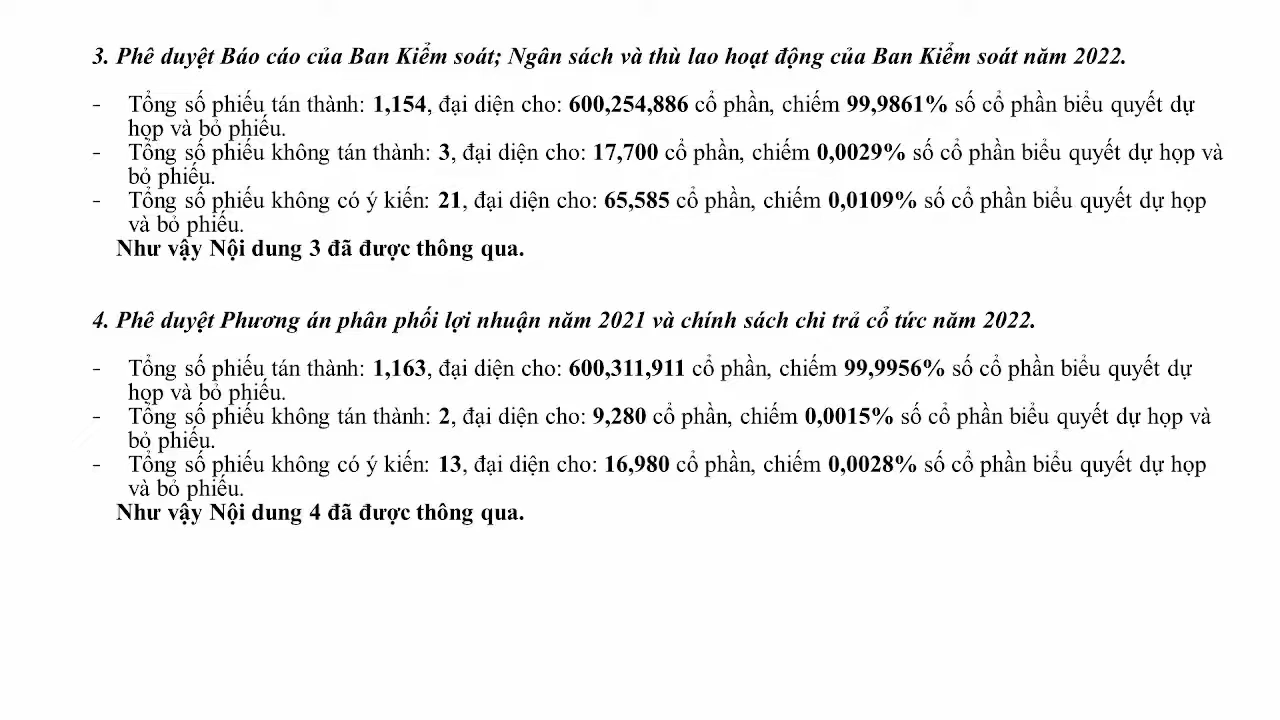 3. Phê duyệt Báo cáo của Ban Kiểm soát; Ngân sách và thù lao hoạt động của Ban Kiểm soát năm 2022.
- Tổng số phiếu tán thành: 1,154, đại diện cho: 600,254,886 cổ phần, chiếm 99,9861% số cổ phần biểu quyết dự
họp và bỏ phiếu.
- Tổng số phiếu không tán thành: 3, đại diện cho: 17,700 cổ phần, chiếm 0,0029% số cổ phần biểu quyết dự họp và
bỏ phiếu.
- Tổng số phiếu không có ý kiến: 21, đại diện cho: 65,585 cổ phần, chiếm 0,0109% số cổ phần biểu quyết dự họp
và bỏ phiếu.
Như vậy Nội dung 3 đã được thông qua.
4. Phê duyệt Phương án phân phối lợi nhuận năm 2021 và chính sách chi trả cổ tức năm 2022.
- Tổng số phiếu tán thành: 1,163, đại diện cho: 600,311,911 cổ phần, chiếm 99,9956% số cổ phần biểu quyết dự
họp và bỏ phiếu.
- Tổng số phiếu không tán thành: 2, đại diện cho: 9,280 cổ phần, chiếm 0,0015% số cổ phần biểu quyết dự họp và
bỏ phiếu.
- Tổng số phiếu không có ý kiến: 13, đại diện cho: 16,980 cổ phần, chiếm 0,0028% số cổ phần biểu quyết dự họp
và bỏ phiếu.
Như vậy Nội dung 4 đã được thông qua.